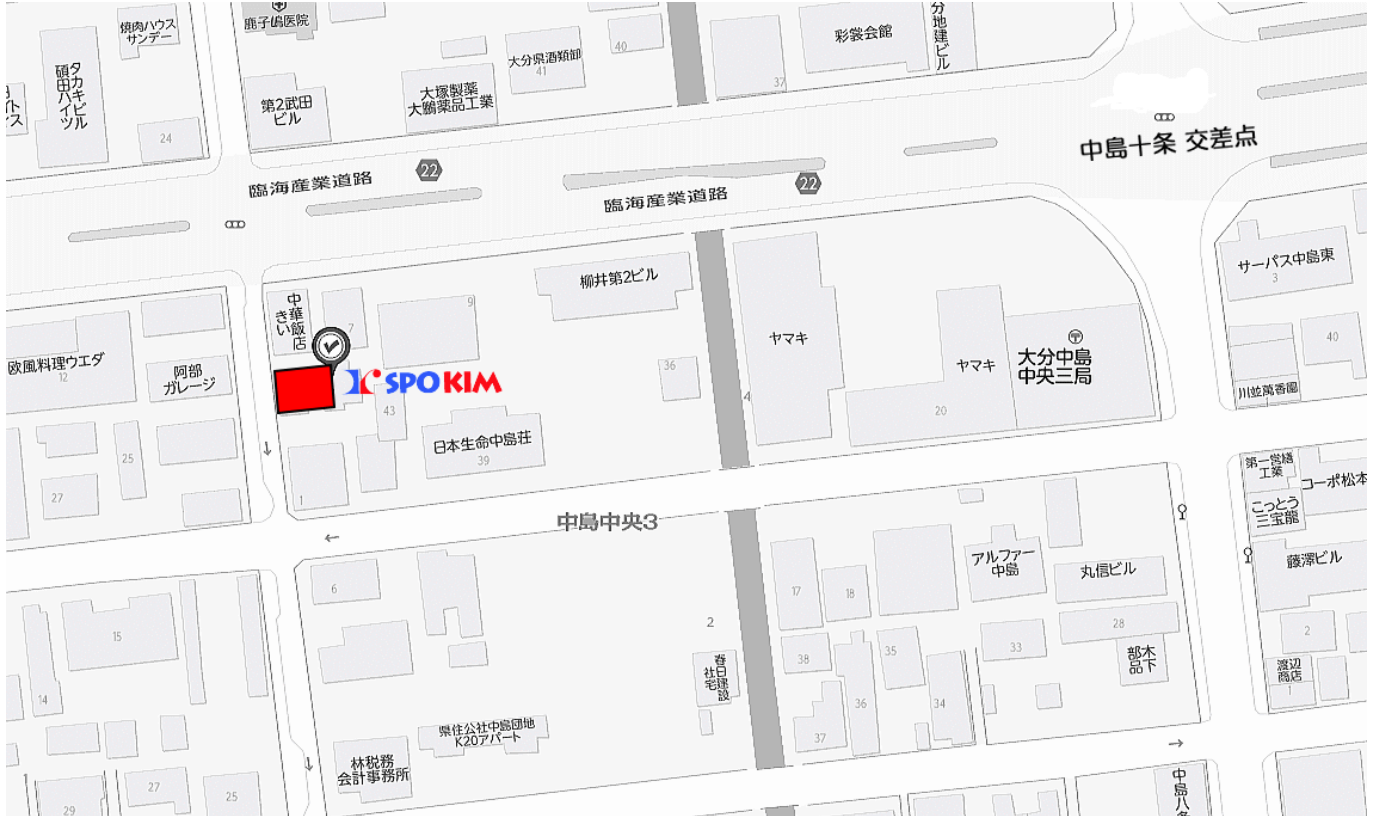 焼肉ハウス
サンデー
鹿子嶋医院
タカキビル
碩田ハイツ
24
第2武田
ビル
大塚製薬
大鵬薬品工業
大分県酒類卸
41
40
37
彩裳会館
分地建ビル
中島十条 交差点
臨海産業道路
22
臨海産業道路
22
柳井第2ビル
中華飯店
きい
7
9
SPOKIM
欧風料理ウエダ
12
阿部
ガレージ
43
36
日本生命中島荘
39
1
ヤマキ
4
ヤマキ
20
大分中島
中央三局
サーパス中島東
3
40
川並萬香園
25
27
中島中央3
第一営繕
工業
コーポ松本
こっとう
三宝龍
藤澤ビル
アルファー
中島
丸信ビル
17
18
28
6
15
14
2
38
35
33
木下
部品
2
渡辺
商店
1
春日建設
社宅
36
34
37
県住公社中島団地
K20アパート
林税務
会計事務所
29
27
25
中島八条